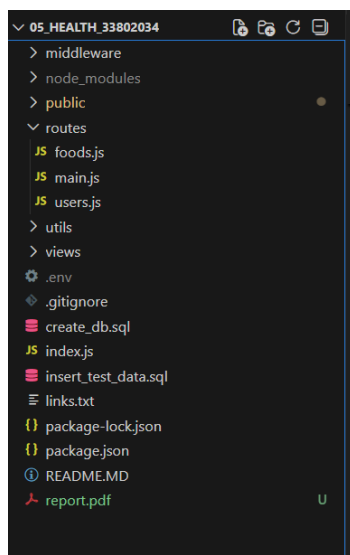 05_HEALTH_33802034
middleware
node_modules
public
routes
JS foods.js
JS main.js
JS users.js
utils
views
.env
.gitignore
create_db.sql
JS index.js
insert_test_data.sql
links.txt
{} package-lock.json
{} package.json
README.MD
report.pdf U